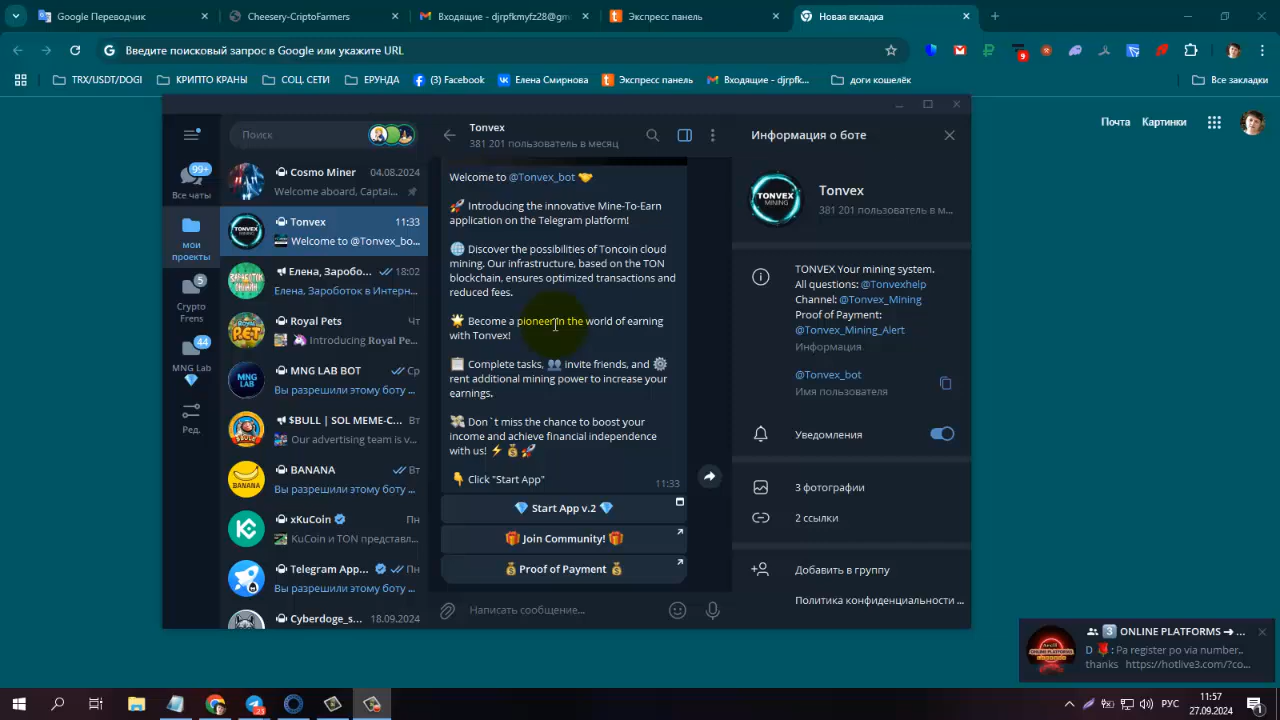 Google Переводчик
Cheesery-CriptoFarmers
Входящие - djrpfkmyfz28@gm
Экспресс панель
Новая вкладка
Введите поисковый запрос в Google или укажите URL
9
TRX/USDT/DOGI
КРИПТО КРАНЫ
СОЦ. СЕТИ
ЕРУНДА
(3) Facebook
Елена Смирнова
Экспресс панель
Входящие - djrpfk...
доги кошелёк
Все закладки
Почта
Картинки
Поиск
99+
Все чаты
мои
проекты
5
Crypto
Frens
44
MNG Lab
Ред.
Cosmo Miner
04.08.2024
Welcome aboard, Captai...
Tonvex
11:33
Welcome to @Tonvex_bo...
Елена, Заробо...
18:02
Елена, Зароботок в Интерн...
Royal Pets
Чт
Introducing Royal Pe...
MNG LAB BOT
Ср
Вы разрешили этому боту ...
$BULL | SOL MEME-C...
Вт
Our advertising team is v...
BANANA
Вт
Вы разрешили этому боту ...
xKuCoin
Пн
KuCoin и TON представл...
Telegram App...
Пн
Вы разрешили этому боту ...
Cyberdoge_s...
18.09.2024
Tonvex
381 201 пользователь в месяц
Welcome to @Tonvex_bot
Introducing the innovative Mine-To-Earn
application on the Telegram platform!
Discover the possibilities of Toncoin cloud
mining. Our infrastructure, based on the TON
blockchain, ensures optimized transactions and
reduced fees.
Become a pioneer in the world of earning
with Tonvex!
Complete tasks, invite friends, and
rent additional mining power to increase your
earnings.
Don`t miss the chance to boost your
income and achieve financial independence
with us!
Click "Start App"
11:33
Start App v.2
Join Community!
Proof of Payment
Написать сообщение...
Информация о боте
TONVEX
MINING
Tonvex
381 201 пользователь в м...
TONVEX Your mining system.
All questions: @Tonvexhelp
Channel: @Tonvex_Mining
Proof of Payment:
@Tonvex_Mining_Alert
Информация
@Tonvex_bot
Имя пользователя
Уведомления
3 фотографии
2 ссылки
Добавить в группу
Политика конфиденциальности ...
3 ONLINE PLATFORMS ➜ ...
D : Pa register po via number..
thanks https://hotlive3.com/?co...
23
РУС
11:57
27.09.2024
1